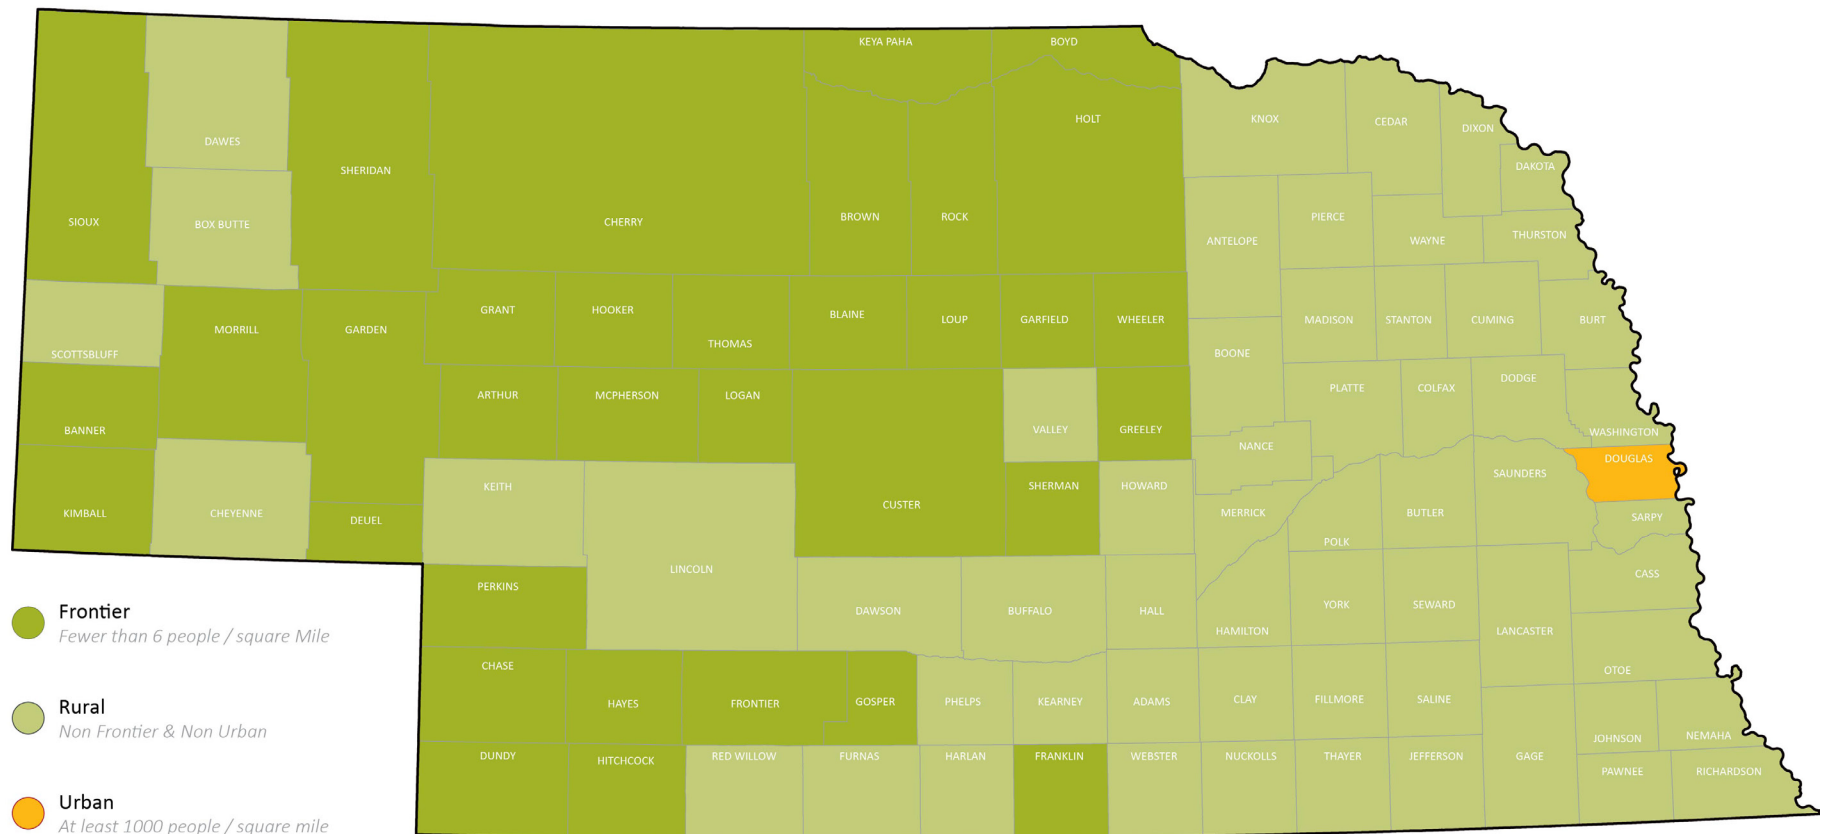 KEYA PAHA
BOYD
DAWES
SHERIDAN
HOLT
KNOX
CEDAR
DIXON
DAKOTA
SIOUX
BOX BUTTE
CHERRY
BROWN
ROCK
ANTELOPE
PIERCE
WAYNE
THURSTON
SCOTTSBLUFF
MORRILL
GARDEN
GRANT
HOOKER
THOMAS
BLAINE
LOUP
GARFIELD
WHEELER
BOONE
MADISON
STANTON
CUMING
BURT
BANNER
ARTHUR
MCPHERSON
LOGAN
VALLEY
GREELEY
NANCE
PLATTE
COLFAX
DODGE
WASHINGTON
KIMBALL
CHEYENNE
DEUEL
KEITH
LINCOLN
CUSTER
SHERMAN
HOWARD
MERRICK
POLK
BUTLER
SAUNDERS
DOUGLAS
SARPY
CASS
PERKINS
DAWSON
BUFFALO
HALL
HAMILTON
YORK
SEWARD
LANCASTER
OTOE
CHASE
HAYES
FRONTIER
GOSPER
PHELPS
KEARNEY
ADAMS
CLAY
FILLMORE
SALINE
JOHNSON
NEMAHA
DUNDY
HITCHCOCK
RED WILLOW
FURNAS
HARLAN
FRANKLIN
WEBSTER
NUCKOLLS
THAYER
JEFFERSON
GAGE
PAWNEE
RICHARDSON
Frontier
Fewer than 6 people / square Mile
Rural
Non Frontier & Non Urban
Urban
At least 1000 people / square mile